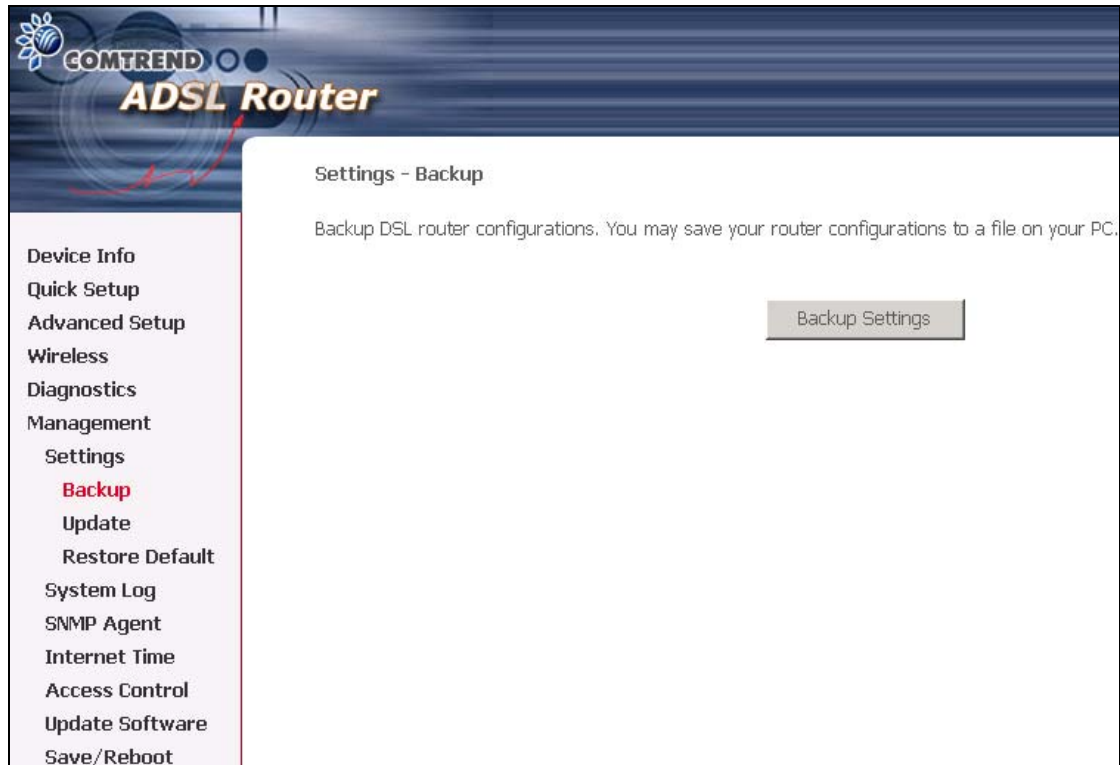 COMTREND
ADSL Router
Settings - Backup
Backup DSL router configurations. You may save your router configurations to a file on your PC.
Backup Settings
Device Info
Quick Setup
Advanced Setup
Wireless
Diagnostics
Management
Settings
Backup
Update
Restore Default
System Log
SNMP Agent
Internet Time
Access Control
Update Software
Save/Reboot